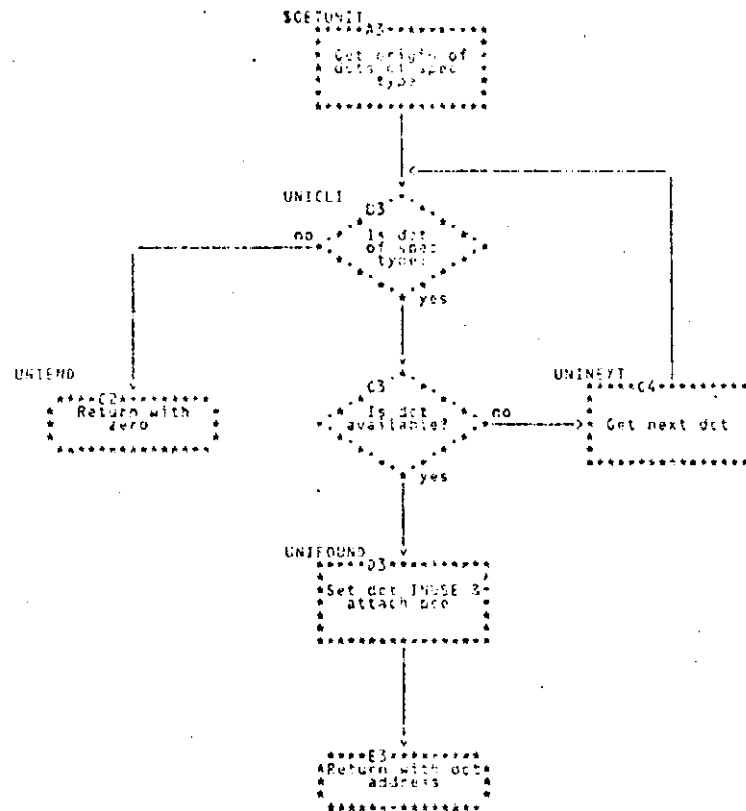 $GETUNIT
A3
Get origin of
dcts of spec
type
UNICLI
B3
Is dct
of spec
type?
no
yes
UNIEND
C2
Return with
zero
C3
Is dct
available?
no
yes
UNINEXT
C4
Get next dct
UNIFOUND
D3
Set dct INUSE &
attach pce
E3
Return with dct
address